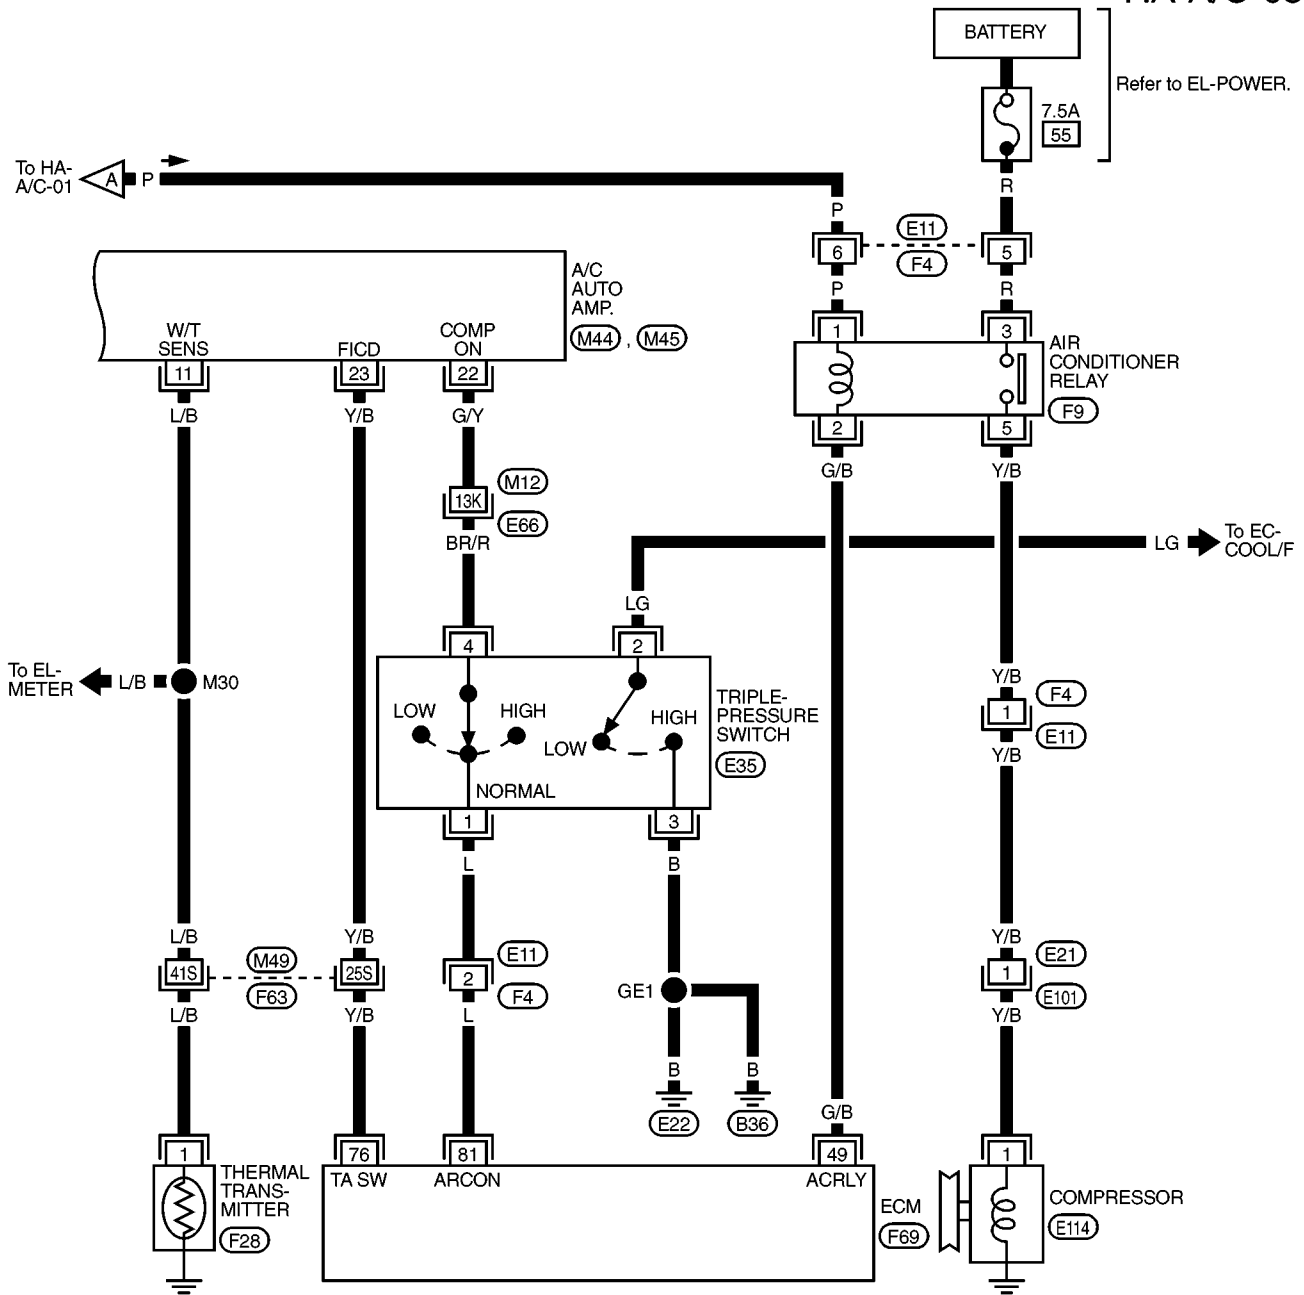 BATTERY
Refer to EL-POWER.
7.5A
55
To HA-
A/C-01
A
P
R
P
E11
6
5
F4
P
R
A/C
AUTO
AMP.
M44 , M45
W/T
SENS
FICD
COMP
ON
11
23
22
1
3
AIR
CONDITIONER
RELAY
F9
2
5
L/B
Y/B
G/Y
G/B
Y/B
M12
13K
E66
BR/R
LG
To EC-
COOL/F
LG
4
2
To EL-
METER
L/B
M30
LOW
HIGH
LOW
HIGH
NORMAL
TRIPLE-
PRESSURE
SWITCH
E35
Y/B
F4
1
E11
Y/B
1
3
L
B
L/B
Y/B
Y/B
41S
M49
F63
25S
E11
2
F4
E21
1
E101
GE1
L/B
Y/B
L
Y/B
B
B
E22
B36
G/B
1
76
81
49
1
THERMAL
TRANS-
MITTER
F28
TA SW
ARCON
ACRLY
ECM
F69
COMPRESSOR
E114